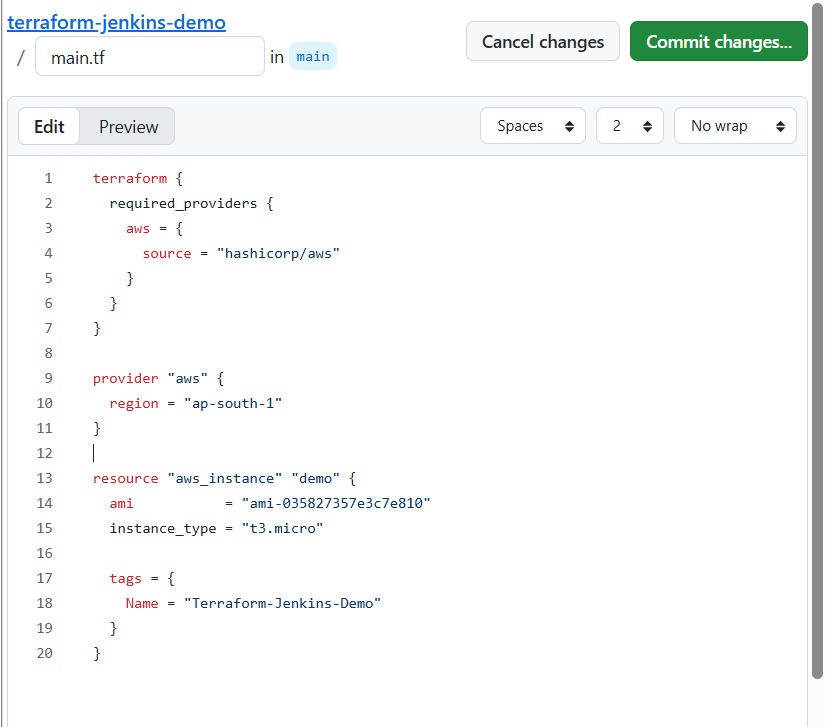 terraform-jenkins-demo
/ main.tf in main
Cancel changes
Commit changes...
Edit
Preview
Spaces
2
No wrap
1 terraform {
2   required_providers {
3     aws = {
4       source = "hashicorp/aws"
5     }
6   }
7 }
8
9 provider "aws" {
10   region = "ap-south-1"
11 }
12
13 resource "aws_instance" "demo" {
14   ami           = "ami-035827357e3c7e810"
15   instance_type = "t3.micro"
16
17   tags = {
18     Name = "Terraform-Jenkins-Demo"
19   }
20 }